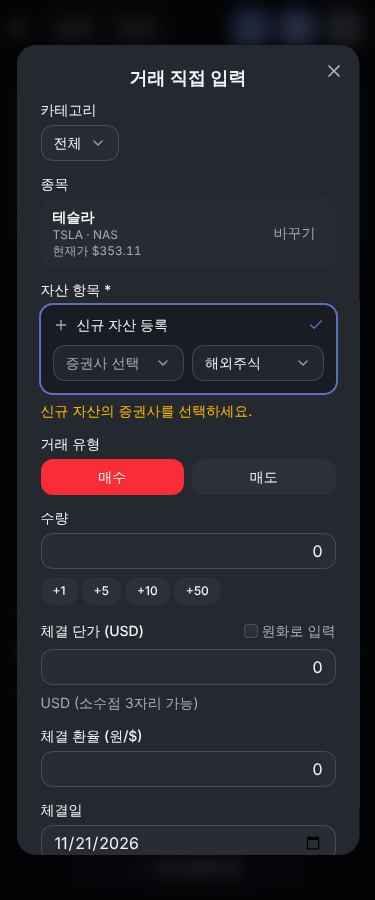 거래 직접 입력
카테고리
전체
종목
테슬라
TSLA · NAS
현재가 $353.11
바꾸기
자산 항목 *
신규 자산 등록
증권사 선택
해외주식
신규 자산의 증권사를 선택하세요.
거래 유형
매수
매도
수량
0
+1
+5
+10
+50
체결 단가 (USD)
원화로 입력
0
USD (소수점 3자리 가능)
체결 환율 (원/$)
0
체결일
11/21/2026